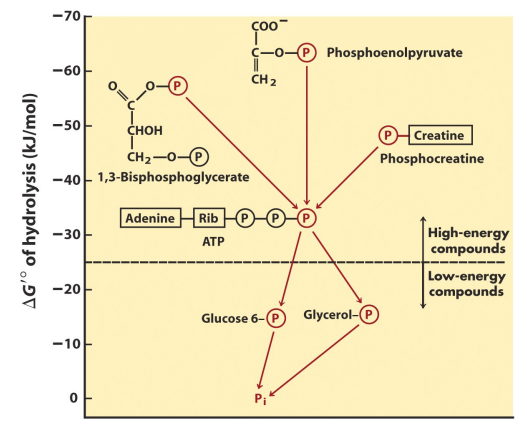 ΔG′° of hydrolysis (kJ/mol)
−70
−60
−50
−40
−30
−20
−10
0
COO−
C—O—P
CH2
Phosphoenolpyruvate
O
O—P
C
CHOH
CH2—O—P
1,3-Bisphosphoglycerate
P—Creatine
Phosphocreatine
Adenine—Rib—P—P—P
ATP
High-energy
compounds
Low-energy
compounds
Glucose 6–P
Glycerol–P
Pi